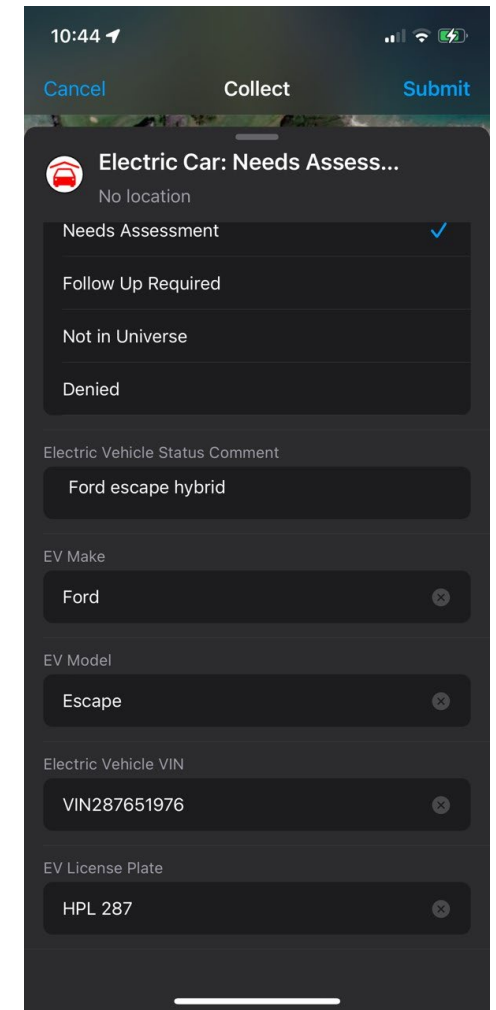 10:44
Cancel
Collect
Submit
Electric Car: Needs Assess...
No location
Needs Assessment
Follow Up Required
Not in Universe
Denied
Electric Vehicle Status Comment
Ford escape hybrid
EV Make
Ford
EV Model
Escape
Electric Vehicle VIN
VIN287651976
EV License Plate
HPL 287